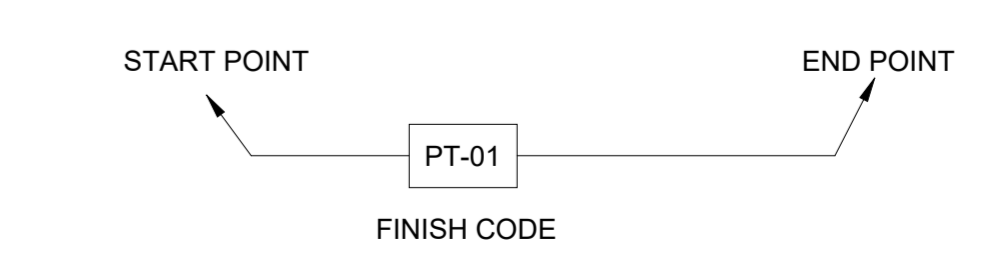 START POINT
END POINT
PT-01
FINISH CODE